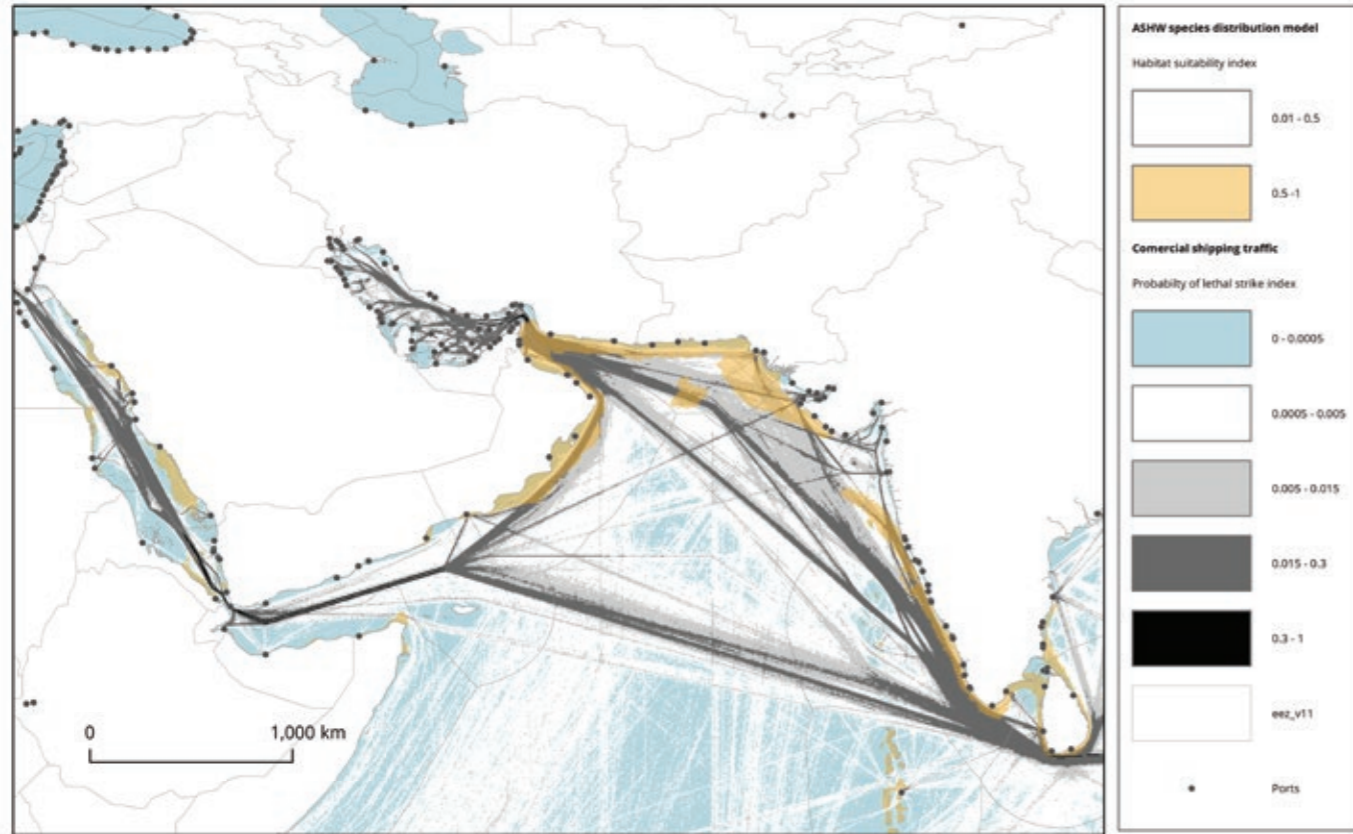 ASHW species distribution model
Habitat suitability index
0.01 - 0.5
0.5 -1
Comercial shipping traffic
Probabilty of lethal strike index
0 - 0.0005
0.0005 - 0.005
0.005 - 0.015
0.015 - 0.3
0.3 - 1
eez_v11
Ports
0 1,000 km